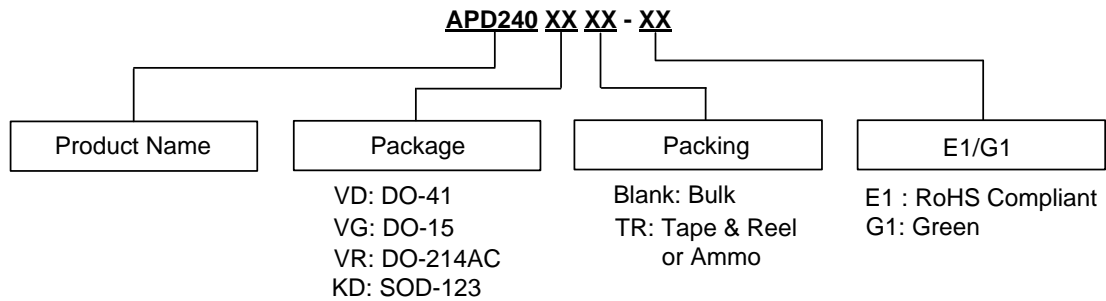 APD240 XX XX - XX
Product Name
Package
Packing
E1/G1
VD: DO-41
VG: DO-15
VR: DO-214AC
KD: SOD-123
Blank: Bulk
TR: Tape & Reel
or Ammo
E1 : RoHS Compliant
G1: Green